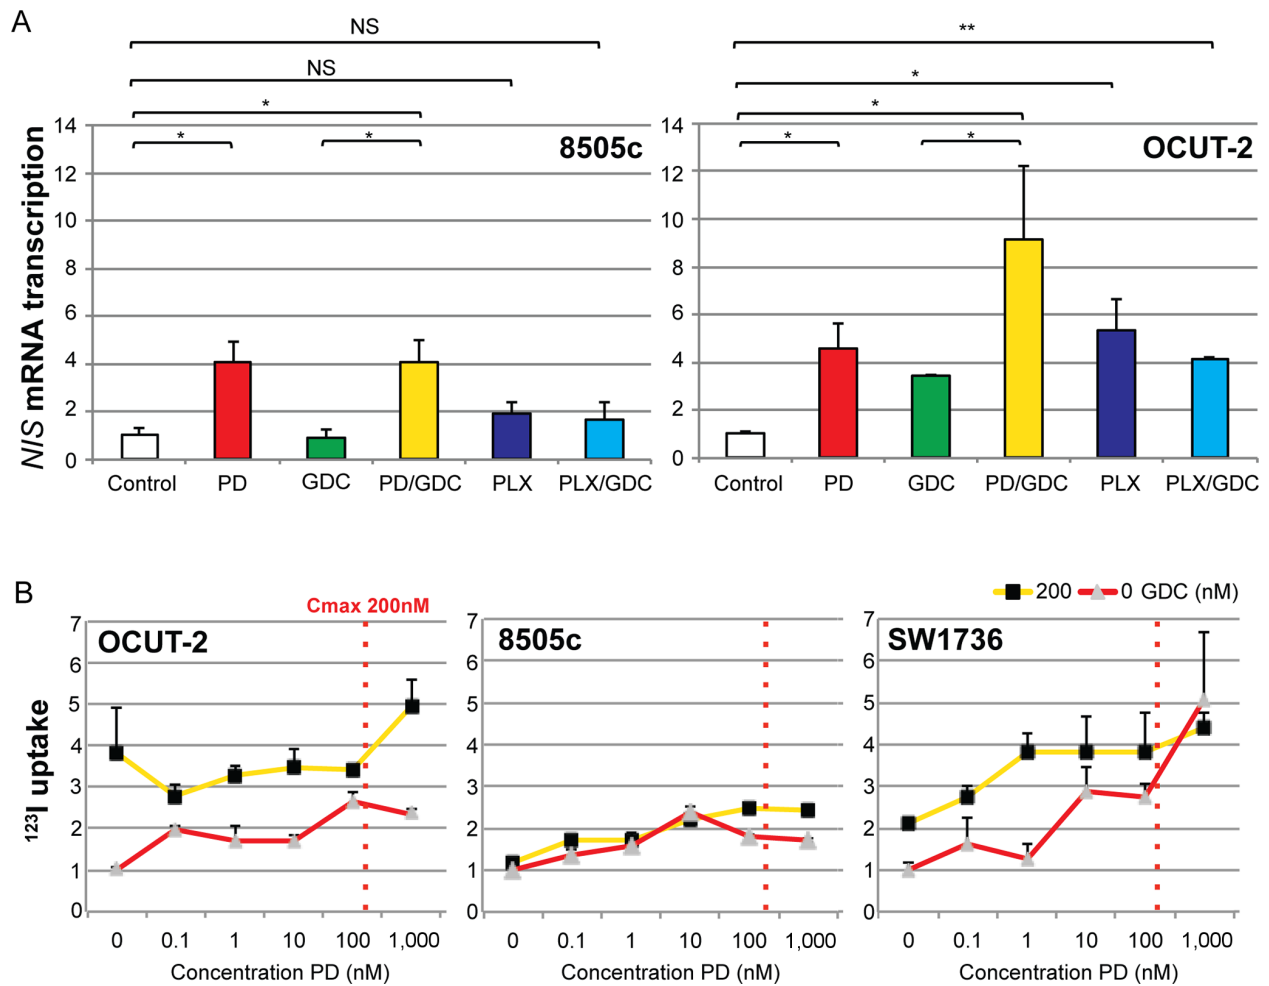 A
NS
NS
*
*
*
**
*
*
*
*
8505c
OCUT-2
NIS mRNA transcription
14
12
10
8
6
4
2
0
14
12
10
8
6
4
2
0
Control PD GDC PD/GDC PLX PLX/GDC
Control PD GDC PD/GDC PLX PLX/GDC
B
Cmax 200nM
200 0 GDC (nM)
OCUT-2
8505c
SW1736
123I uptake
7
6
5
4
3
2
1
0
7
6
5
4
3
2
1
0
7
6
5
4
3
2
1
0
0 0.1 1 10 100 1,000
0 0.1 1 10 100 1,000
0 0.1 1 10 100 1,000
Concentration PD (nM)
Concentration PD (nM)
Concentration PD (nM)